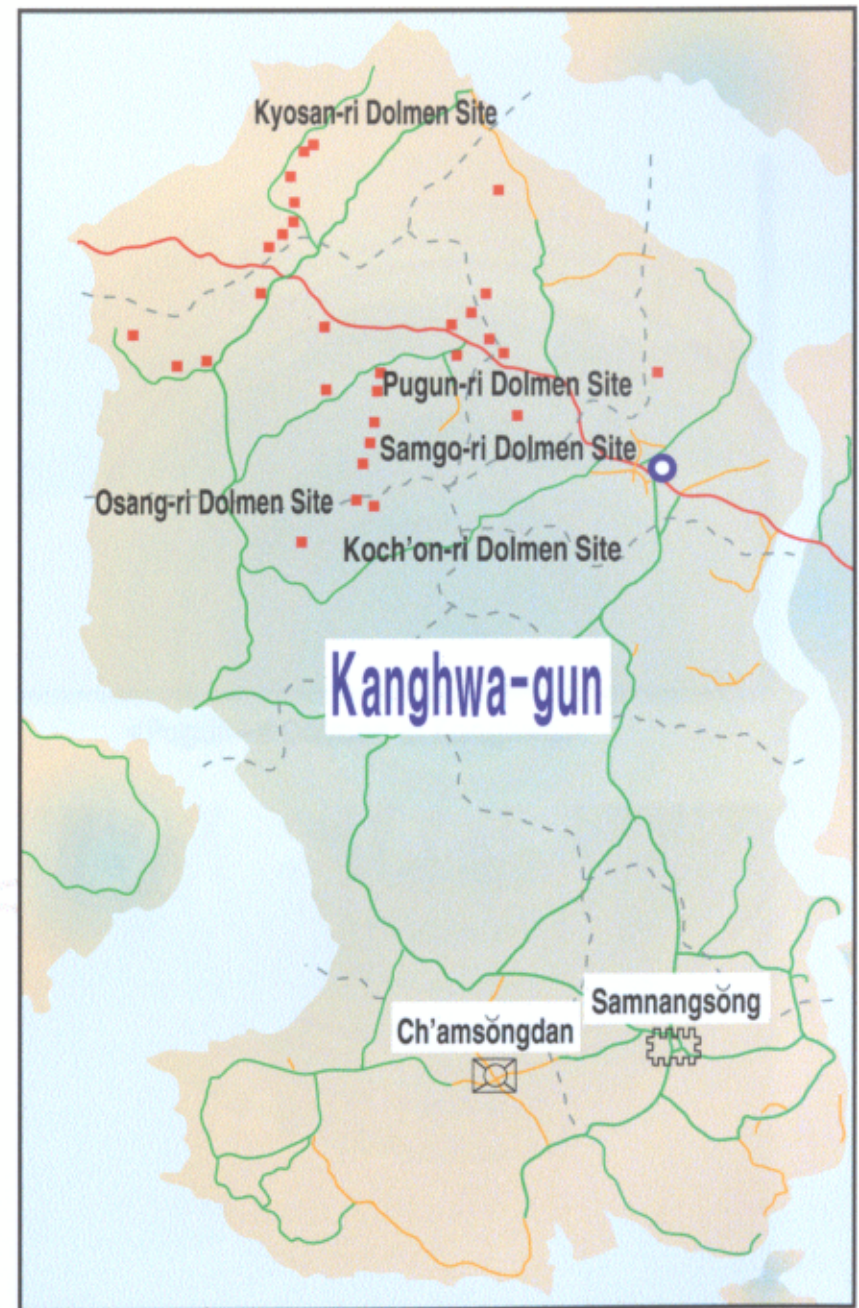 Kyosan-ri Dolmen Site
Pugun-ri Dolmen Site
Samgo-ri Dolmen Site
Osang-ri Dolmen Site
Koch'on-ri Dolmen Site
Kanghwa-gun
Samnangsŏng
Ch'amsŏngdan